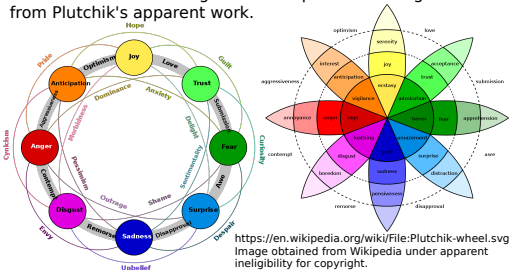 from Plutchik's apparent work.
Hope
Pride
Guilt
Optimism
Joy
Love
Anticipation
Trust
Dominance
Anxiety
Aggressiveness
Submission
Morbidness
Delight
Cynicism
Anger
Fear
Curiosity
Pessimism
Sentimentality
Contempt
Awe
Outrage
Shame
Disgust
Surprise
Envy
Remorse
Sadness
Disapproval
Despair
Unbelief
optimism
love
serenity
interest
acceptance
joy
aggressiveness
anticipation
trust
submission
ecstasy
vigilance
admiration
annoyance
anger
rage
terror
fear
apprehension
loathing
amazement
contempt
disgust
surprise
awe
boredom
sadness
distraction
pensiveness
remorse
disapproval
https://en.wikipedia.org/wiki/File:Plutchik-wheel.svg
Image obtained from Wikipedia under apparent
ineligibility for copyright.